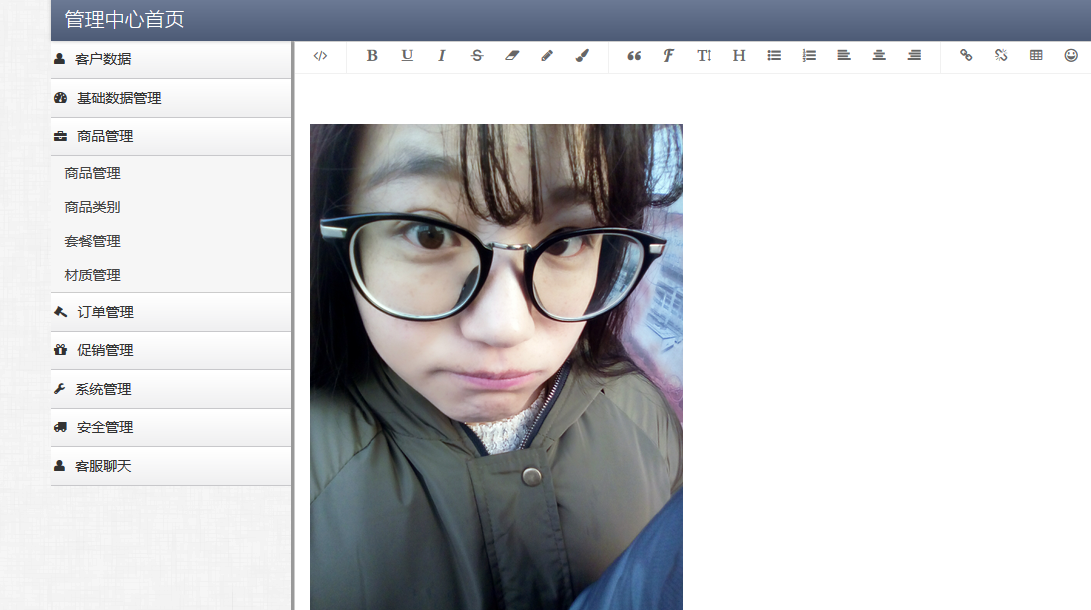 管理中心首页
客户数据
基础数据管理
商品管理
商品管理
商品类别
套餐管理
材质管理
订单管理
促销管理
系统管理
安全管理
客服聊天